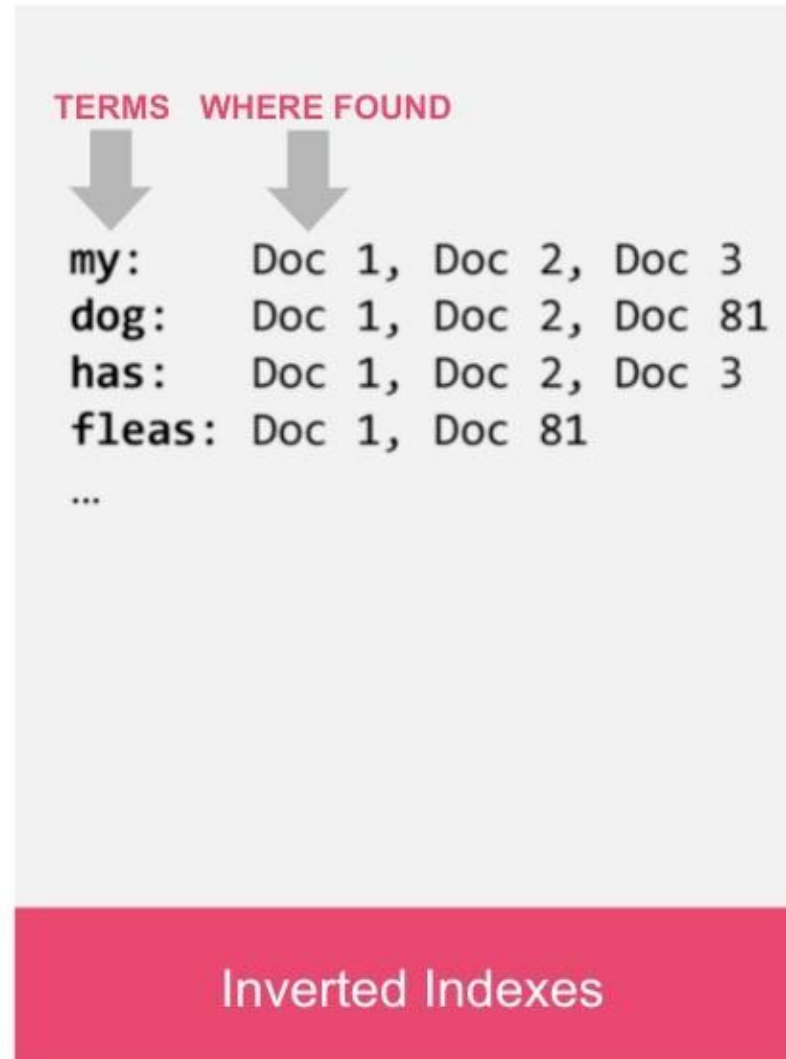 TERMS WHERE FOUND
my: Doc 1, Doc 2, Doc 3
dog: Doc 1, Doc 2, Doc 81
has: Doc 1, Doc 2, Doc 3
fleas: Doc 1, Doc 81
…
Inverted Indexes